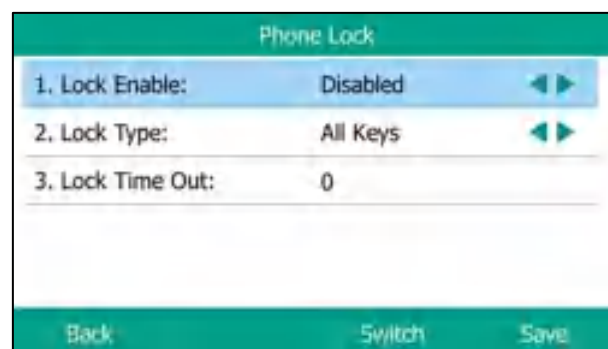 Phone Lock
1. Lock Enable: Disabled
2. Lock Type: All Keys
3. Lock Time Out: 0
Back Switch Save